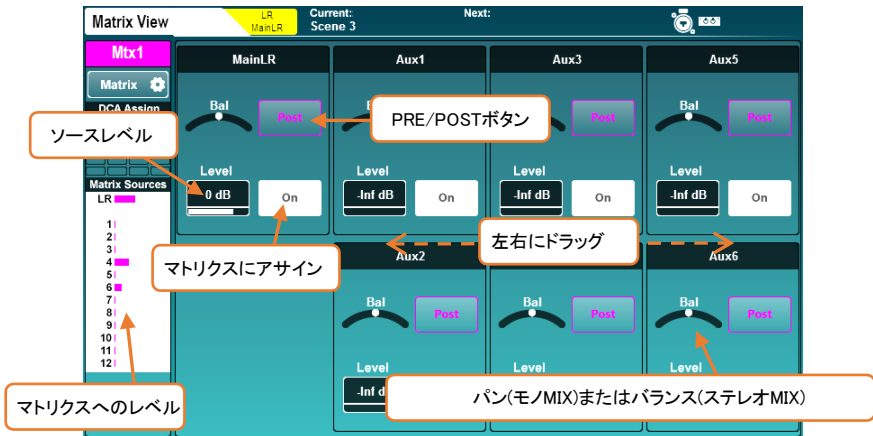 Matrix View
LR
MainLR
Current:
Scene 3
Next:
Mtx1
Matrix
DCA Assign
Matrix Sources
LR
1
2
3
4
5
6
7
8
9
10
11
12
MainLR
Bal
Post
Level
0 dB
On
Aux1
Level
-Inf dB
On
Aux3
Post
Level
-Inf dB
On
Aux5
Bal
Post
Level
-Inf dB
On
Aux2
Bal
Post
Level
-Inf d
Bal
Post
Level
Aux6
Bal
Post
Level
ソースレベル
PRE/POSTボタン
マトリクスにアサイン
左右にドラッグ
マトリクスへのレベル
パン(モノMIX)またはバランス(ステレオMIX)